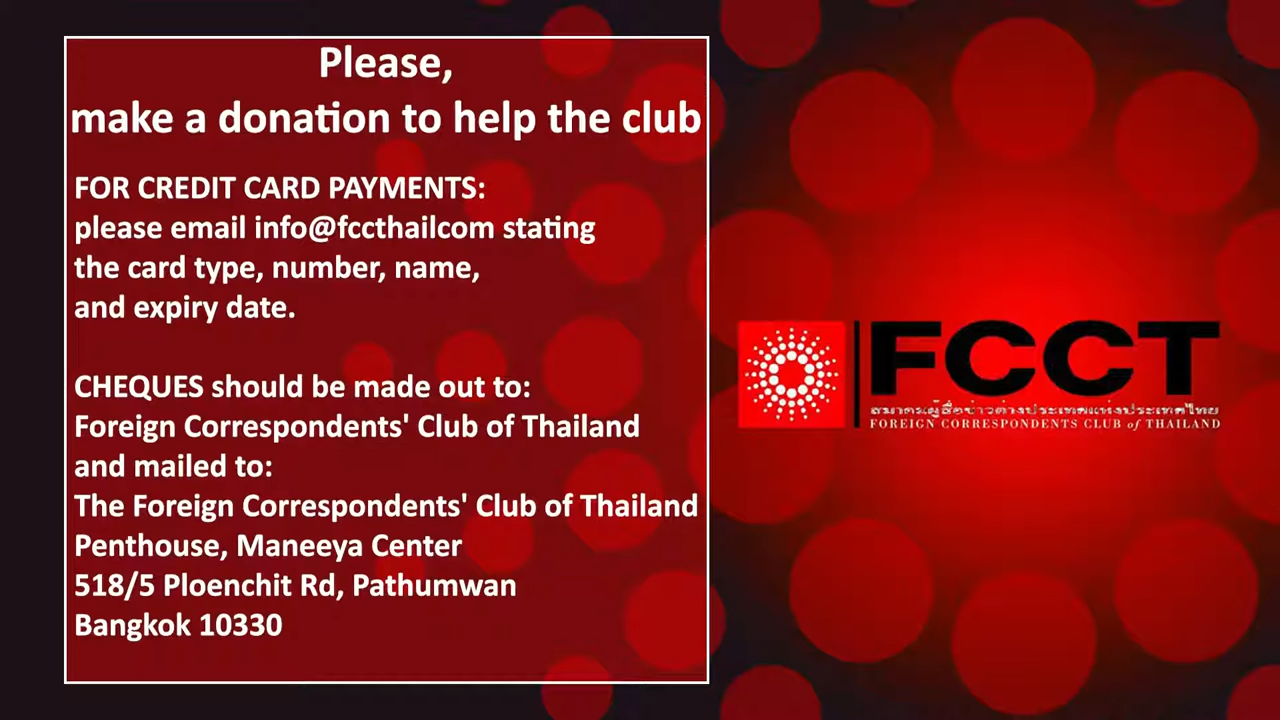 Please,
make a donation to help the club
FOR CREDIT CARD PAYMENTS:
please email info@fccthailcom stating
the card type, number, name,
and expiry date.
CHEQUES should be made out to:
Foreign Correspondents' Club of Thailand
and mailed to:
The Foreign Correspondents' Club of Thailand
Penthouse, Maneeya Center
518/5 Ploenchit Rd, Pathumwan
Bangkok 10330
FCCT
สมาคมผู้สื่อข่าวต่างประเทศแห่งประเทศไทย
FOREIGN CORRESPONDENTS CLUB of THAILAND